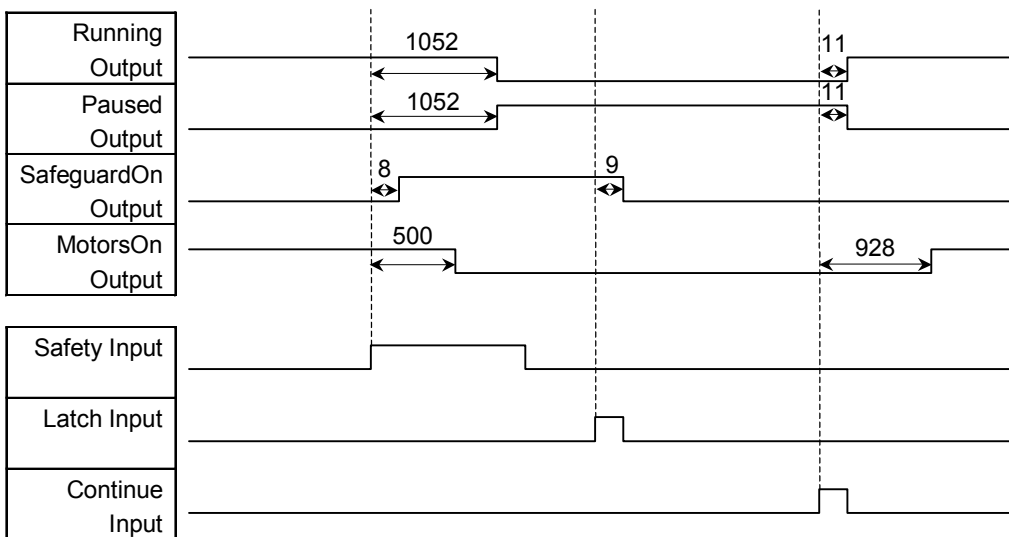 Running
Output
1052
11
Paused
Output
1052
11
SafeguardOn
Output
8
9
MotorsOn
Output
500
928
Safety Input
Latch Input
Continue
Input